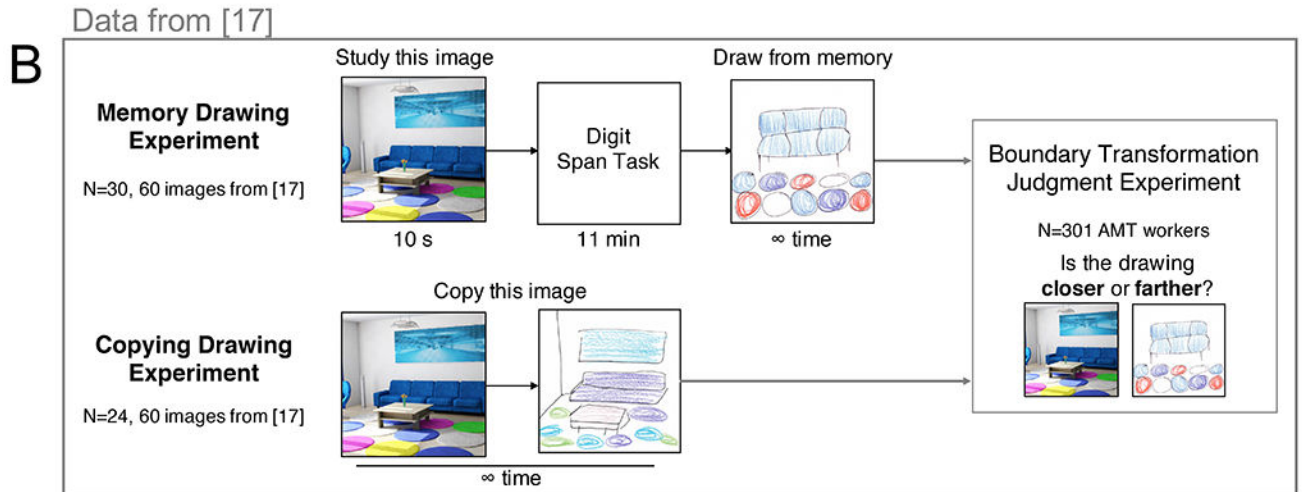 Data from [17]
B
Memory Drawing
Experiment
N=30, 60 images from [17]
Study this image
10 s
Digit
Span Task
11 min
Draw from memory
∞ time
Copying Drawing
Experiment
N=24, 60 images from [17]
Copy this image
∞ time
Boundary Transformation
Judgment Experiment
N=301 AMT workers
Is the drawing
closer or farther?